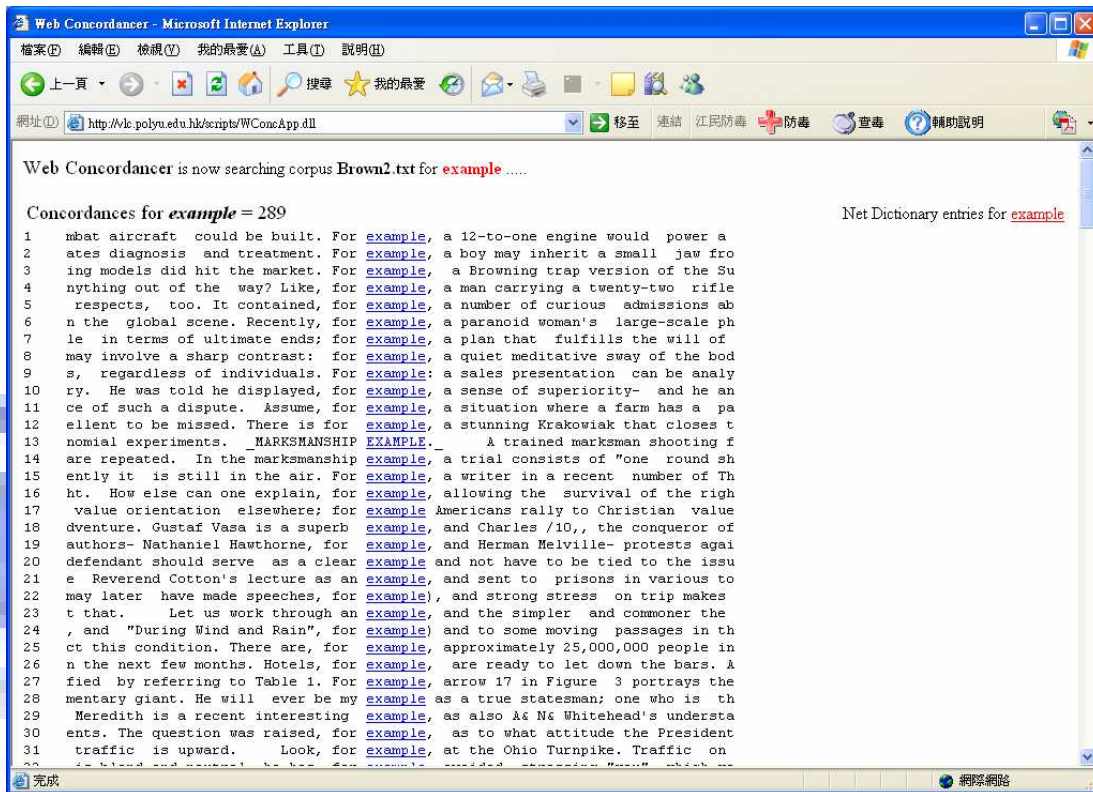 Web Concordancer - Microsoft Internet Explorer
檔案(F) 編輯(E) 檢視(V) 我的最愛(A) 工具(T) 說明(H)
上一頁 搜尋 我的最愛
網址(D) http://vlc.polyu.edu.hk/scripts/WConcApp.dll 移至 連結 江民防毒 防毒 查毒 輔助說明
Web Concordancer is now searching corpus Brown2.txt for example .....
Concordances for example = 289 Net Dictionary entries for example
1 mbat aircraft could be built. For example, a 12-to-one engine would power a
2 ates diagnosis and treatment. For example, a boy may inherit a small jaw fro
3 ing models did hit the market. For example, a Browning trap version of the Su
4 nything out of the way? Like, for example, a man carrying a twenty-two rifle
5 respects, too. It contained, for example, a number of curious admissions ab
6 n the global scene. Recently, for example, a paranoid woman's large-scale ph
7 le in terms of ultimate ends; for example, a plan that fulfills the will of
8 may involve a sharp contrast: for example, a quiet meditative sway of the bod
9 s, regardless of individuals. For example: a sales presentation can be analy
10 ry. He was told he displayed, for example, a sense of superiority- and he an
11 ce of such a dispute. Assume, for example, a situation where a farm has a pa
12 ellent to be missed. There is for example, a stunning Krakowiak that closes t
13 nomial experiments. _MARKSMANSHIP EXAMPLE._ A trained marksman shooting f
14 are repeated. In the marksmanship example, a trial consists of "one round sh
15 ently it is still in the air. For example, a writer in a recent number of Th
16 ht. How else can one explain, for example, allowing the survival of the righ
17 value orientation elsewhere; for example Americans rally to Christian value
18 dventure. Gustaf Vasa is a superb example, and Charles /10,, the conqueror of
19 authors- Nathaniel Hawthorne, for example, and Herman Melville- protests agai
20 defendant should serve as a clear example and not have to be tied to the issu
21 e Reverend Cotton's lecture as an example, and sent to prisons in various to
22 may later have made speeches, for example), and strong stress on trip makes
23 t that. Let us work through an example, and the simpler and commoner the
24 , and "During Wind and Rain", for example) and to some moving passages in th
25 ct this condition. There are, for example, approximately 25,000,000 people in
26 n the next few months. Hotels, for example, are ready to let down the bars. A
27 fied by referring to Table 1. For example, arrow 17 in Figure 3 portrays the
28 mentary giant. He will ever be my example as a true statesman; one who is th
29 Meredith is a recent interesting example, as also A& N& Whitehead's understa
30 ents. The question was raised, for example, as to what attitude the President
31 traffic is upward. Look, for example, at the Ohio Turnpike. Traffic on
完成 網際網路